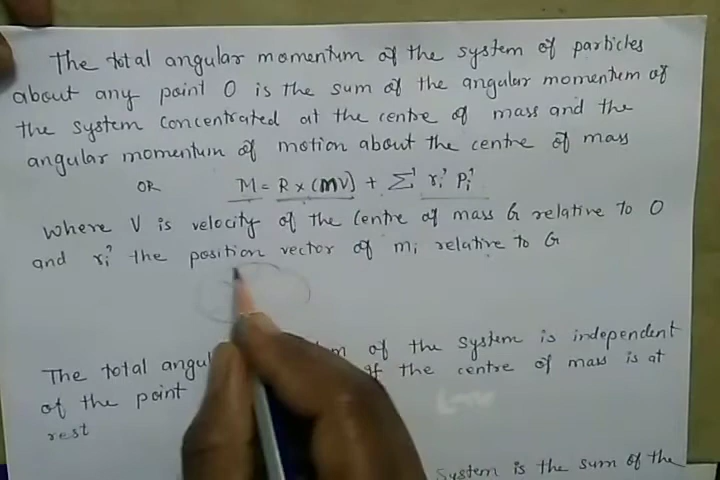 The total angular momentum of the system of particles
about any point O is the sum of the angular momentum of
the system concentrated at the centre of mass and the
angular momentum of motion about the centre of mass
OR M = R × (MV) + Σ' ri' Pi'
where V is velocity of the centre of mass G relative to O
and ri' the position vector of mi relative to G
The total of the system is independent
of the point if the centre of mass is at
rest
system is the sum of the